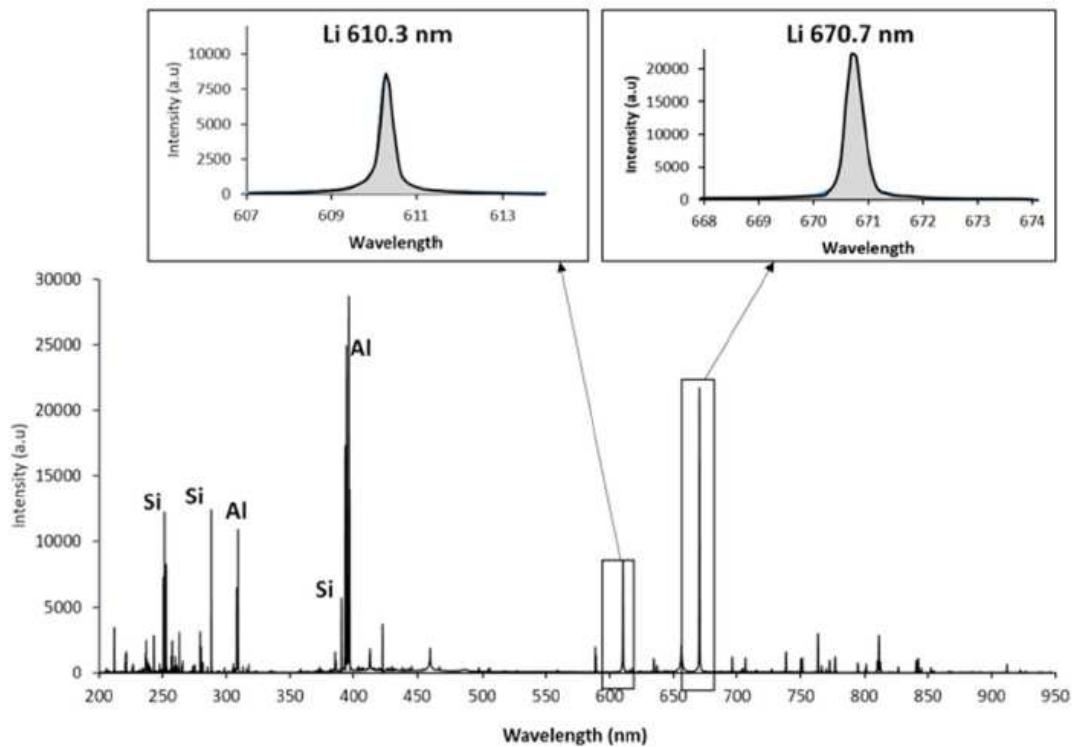 Li 610.3 nm
10000
7500
5000
2500
0
Intensity (a.u)
607 609 611 613
Wavelength
Li 670.7 nm
20000
15000
10000
5000
0
Intensity (a.u)
668 669 670 671 672 673 674
Wavelength
30000
25000
20000
15000
10000
5000
0
Intensity (a.u)
Si
Si
Al
Si
Al
200 250 300 350 400 450 500 550 600 650 700 750 800 850 900 950
Wavelength (nm)